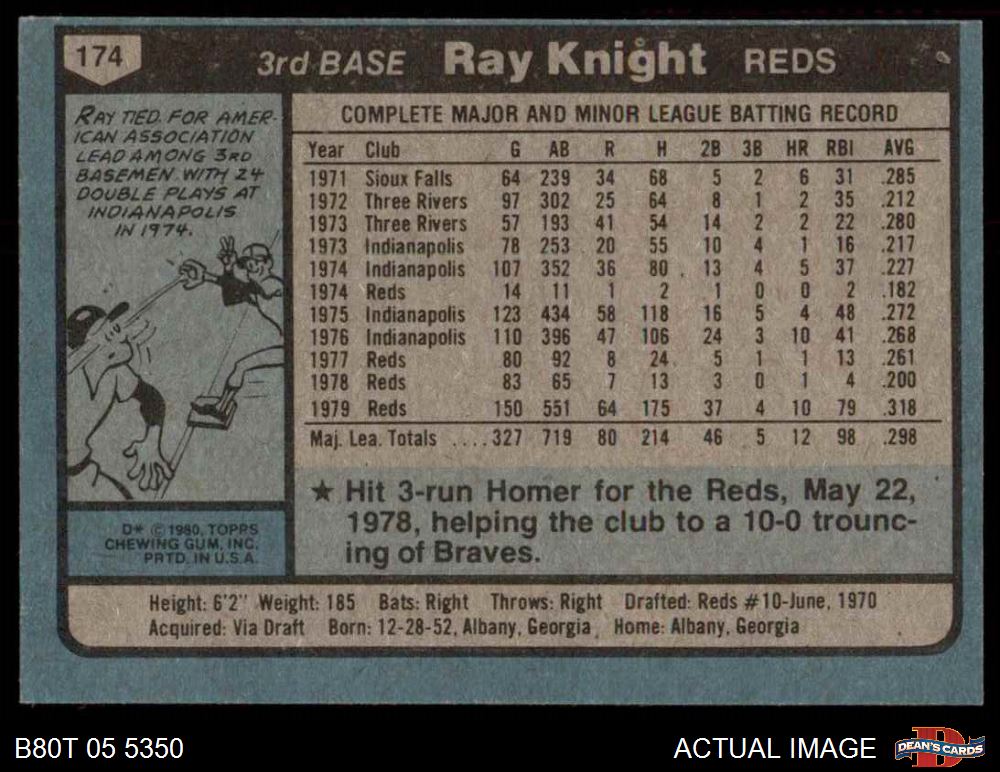 174
3rd BASE Ray Knight REDS
RAY TIED FOR AMER-
ICAN ASSOCIATION
LEAD AMONG 3RD
BASEMEN WITH 24
DOUBLE PLAYS AT
INDIANAPOLIS
IN 1974.
COMPLETE MAJOR AND MINOR LEAGUE BATTING RECORD
Year Club G AB R H 2B 3B HR RBI AVG
1971 Sioux Falls 64 239 34 68 5 2 6 31 .285
1972 Three Rivers 97 302 25 64 8 1 2 35 .212
1973 Three Rivers 57 193 41 54 14 2 2 22 .280
1973 Indianapolis 78 253 20 55 10 4 1 16 .217
1974 Indianapolis 107 352 36 80 13 4 5 37 .227
1974 Reds 14 11 1 2 1 0 0 2 .182
1975 Indianapolis 123 434 58 118 16 5 4 48 .272
1976 Indianapolis 110 396 47 106 24 3 10 41 .268
1977 Reds 80 92 8 24 5 1 1 13 .261
1978 Reds 83 65 7 13 3 0 1 4 .200
1979 Reds 150 551 64 175 37 4 10 79 .318
Maj. Lea. Totals ....327 719 80 214 46 5 12 98 .298
★ Hit 3-run Homer for the Reds, May 22,
1978, helping the club to a 10-0 trounc-
ing of Braves.
D* © 1980, TOPPS
CHEWING GUM, INC.
PRTD. IN U.S.A.
Height: 6'2" Weight: 185 Bats: Right Throws: Right Drafted: Reds #10-June, 1970
Acquired: Via Draft Born: 12-28-52, Albany, Georgia Home: Albany, Georgia
B80T 05 5350
ACTUAL IMAGE
DEAN'S CARDS